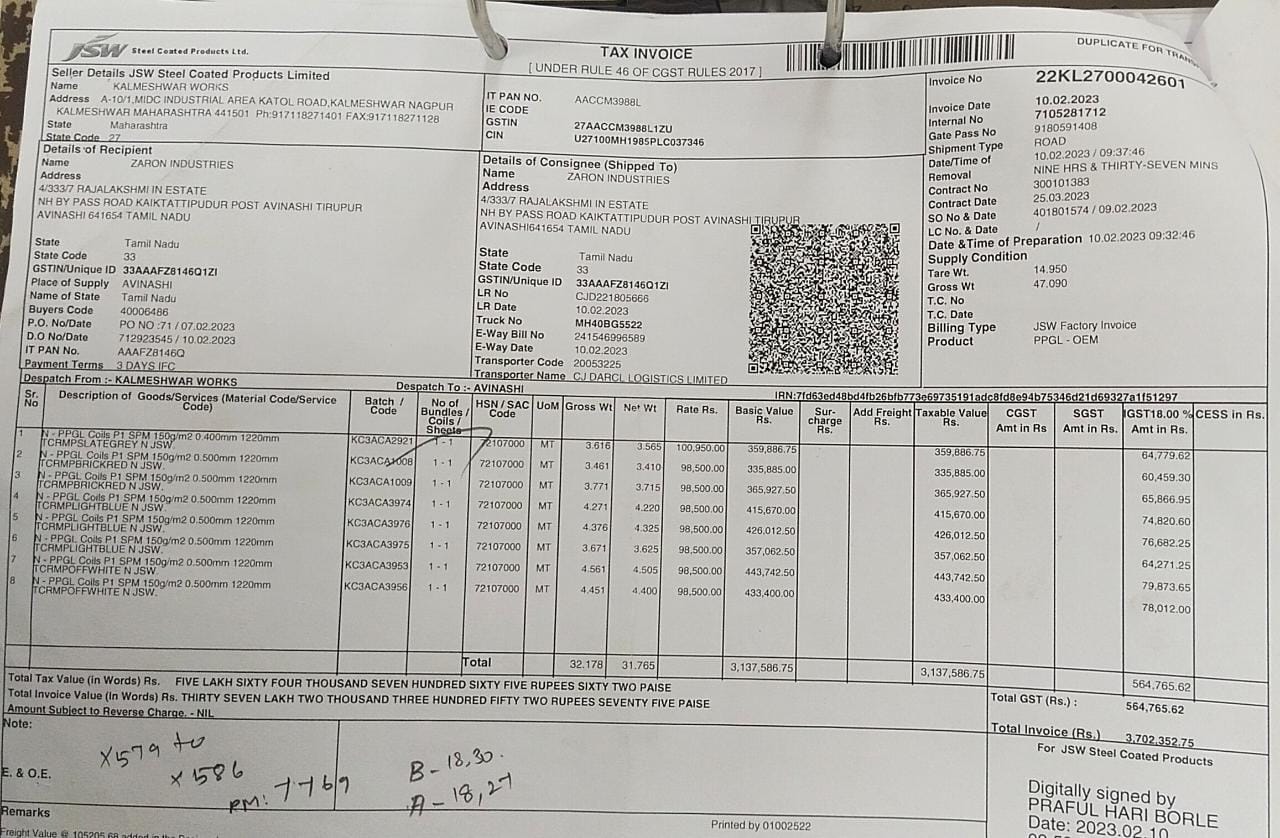 JSW Steel Coated Products Ltd.
TAX INVOICE
[ UNDER RULE 46 OF CGST RULES 2017 ]
DUPLICATE FOR
Seller Details JSW Steel Coated Products Limited
Name KALMESHWAR WORKS
Address A-10/1,MIDC INDUSTRIAL AREA KATOL ROAD,KALMESHWAR NAGPUR
KALMESHWAR MAHARASHTRA 441501 Ph:917118271401 FAX:917118271128
State Maharashtra
State Code 27
IT PAN NO. AACCM3988L
IE CODE
GSTIN 27AACCM3988L1ZU
CIN U27100MH1985PLC037346
Invoice No 22KL2700042601
Invoice Date 10.02.2023
Internal No 7105281712
Gate Pass No 9180591408
Shipment Type ROAD
Date/Time of Removal 10.02.2023 / 09:37:46
NINE HRS & THIRTY-SEVEN MINS
Contract No 300101383
Contract Date 25.03.2023
SO No & Date 401801574 / 09.02.2023
LC No. & Date /
Date &Time of Preparation 10.02.2023 09:32:46
Supply Condition
Tare Wt. 14.950
Gross Wt 47.090
T.C. No
T.C. Date
Billing Type JSW Factory Invoice
Product PPGL - OEM
Details of Recipient
Name ZARON INDUSTRIES
Address
4/333/7 RAJALAKSHMI IN ESTATE
NH BY PASS ROAD KAIKTATTIPUDUR POST AVINASHI TIRUPUR
AVINASHI 641654 TAMIL NADU
State Tamil Nadu
State Code 33
GSTIN/Unique ID 33AAAFZ8146Q1ZI
Place of Supply AVINASHI
Name of State Tamil Nadu
Buyers Code 40006486
P.O. No/Date PO NO :71 / 07.02.2023
D.O No/Date 712923545 / 10.02.2023
IT PAN No. AAAFZ8146Q
Payment Terms 3 DAYS IFC
Details of Consignee (Shipped To)
Name ZARON INDUSTRIES
Address
4/333/7 RAJALAKSHMI IN ESTATE
NH BY PASS ROAD KAIKTATTIPUDUR POST AVINASHI TIRUPUR
AVINASHI641654 TAMIL NADU
State Tamil Nadu
State Code 33
GSTIN/Unique ID 33AAAFZ8146Q1ZI
LR No CJD221805666
LR Date 10.02.2023
Truck No MH40BG5522
E-Way Bill No 241546996589
E-Way Date 10.02.2023
Transporter Code 20053225
Transporter Name CJ DARCL LOGISTICS LIMITED
Despatch From :- KALMESHWAR WORKS Despatch To :- AVINASHI
IRN:7fd63ed48bd4fb26bfb773e69735191adc8fd8e94b75346d21d69327a1f51297
Sr. No Description of Goods/Services (Material Code/Service Code) Batch / Code No of Bundles / Coils / Sheets HSN / SAC Code UoM Gross Wt Net Wt Rate Rs. Basic Value Rs. Sur-charge Rs. Add Freight Rs. Taxable Value Rs. CGST Amt in Rs SGST Amt in Rs. IGST18.00 % Amt in Rs. CESS in Rs.
1 N - PPGL Coils P1 SPM 150g/m2 0.400mm 1220mm KC3ACA2921 1 - 1 72107000 MT 3.616 3.565 100,950.00 359,886.75 359,886.75 64,779.62
TCRMPSLATEGREY N JSW.
2 N - PPGL Coils P1 SPM 150g/m2 0.500mm 1220mm KC3ACA1008 1 - 1 72107000 MT 3.461 3.410 98,500.00 335,885.00 335,885.00 60,459.30
TCRMPBRICKRED N JSW.
3 N - PPGL Coils P1 SPM 150g/m2 0.500mm 1220mm KC3ACA1009 1 - 1 72107000 MT 3.771 3.715 98,500.00 365,927.50 365,927.50 65,866.95
TCRMPBRICKRED N JSW.
4 N - PPGL Coils P1 SPM 150g/m2 0.500mm 1220mm KC3ACA3974 1 - 1 72107000 MT 4.271 4.220 98,500.00 415,670.00 415,670.00 74,820.60
TCRMPLIGHTBLUE N JSW.
5 N - PPGL Coils P1 SPM 150g/m2 0.500mm 1220mm KC3ACA3976 1 - 1 72107000 MT 4.376 4.325 98,500.00 426,012.50 426,012.50 76,682.25
TCRMPLIGHTBLUE N JSW.
6 N - PPGL Coils P1 SPM 150g/m2 0.500mm 1220mm KC3ACA3975 1 - 1 72107000 MT 3.671 3.625 98,500.00 357,062.50 357,062.50 64,271.25
TCRMPLIGHTBLUE N JSW.
7 N - PPGL Coils P1 SPM 150g/m2 0.500mm 1220mm KC3ACA3953 1 - 1 72107000 MT 4.561 4.505 98,500.00 443,742.50 443,742.50 79,873.65
TCRMPOFFWHITE N JSW.
8 N - PPGL Coils P1 SPM 150g/m2 0.500mm 1220mm KC3ACA3956 1 - 1 72107000 MT 4.451 4.400 98,500.00 433,400.00 433,400.00 78,012.00
TCRMPOFFWHITE N JSW.
Total 32.178 31.765 3,137,586.75 3,137,586.75 564,765.62
Total Tax Value (in Words) Rs. FIVE LAKH SIXTY FOUR THOUSAND SEVEN HUNDRED SIXTY FIVE RUPEES SIXTY TWO PAISE
Total Invoice Value (In Words) Rs. THIRTY SEVEN LAKH TWO THOUSAND THREE HUNDRED FIFTY TWO RUPEES SEVENTY FIVE PAISE
Amount Subject to Reverse Charge. - NIL
Total GST (Rs.) : 564,765.62
Total Invoice (Rs.) 3,702,352.75
Note:
X1579 to
X1586
RM: 7769
B - 18,30.
A - 18,27
E. & O.E.
For JSW Steel Coated Products
Digitally signed by
PRAFUL HARI BORLE
Date: 2023.02.10
Remarks
Printed by 01002522
Freight Value @ 105205.68 added in the